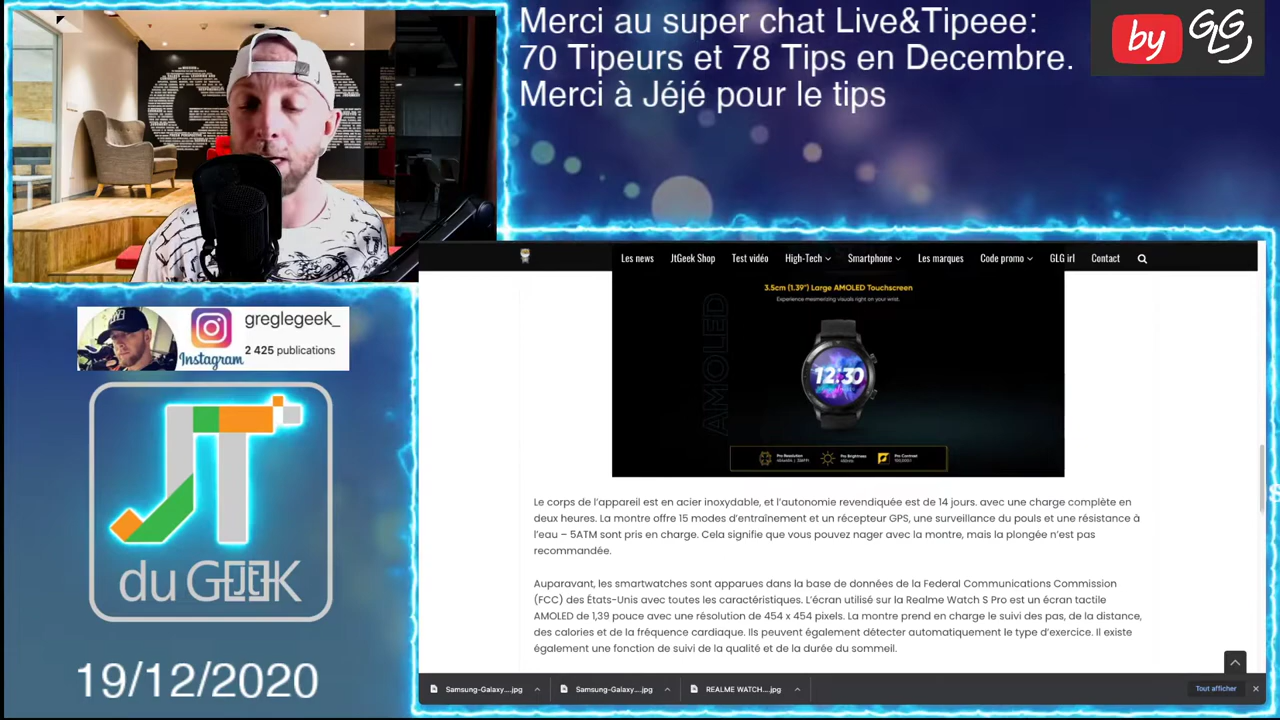 Merci au super chat Live&Tipeee:
70 Tipeurs et 78 Tips en Decembre.
Merci à Jéjé pour le tips
by GLG
Les news
JtGeek Shop
Test vidéo
High-Tech
Smartphone
Les marques
Code promo
GLG irl
Contact
3.5cm (1.39") Large AMOLED Touchscreen
Experience mesmerizing visuals right on your wrist.
AMOLED
12:30
Pro Resolution
Pro Brightness
Pro Contrast
greglegeek_
Instagram
2 425 publications
JT
du GEEK
19/12/2020
Le corps de l'appareil est en acier inoxydable, et l'autonomie revendiquée est de 14 jours. avec une charge complète en
deux heures. La montre offre 15 modes d'entraînement et un récepteur GPS, une surveillance du pouls et une résistance à
l'eau – 5ATM sont pris en charge. Cela signifie que vous pouvez nager avec la montre, mais la plongée n'est pas
recommandée.
Auparavant, les smartwatches sont apparues dans la base de données de la Federal Communications Commission
(FCC) des États-Unis avec toutes les caractéristiques. L'écran utilisé sur la Realme Watch S Pro est un écran tactile
AMOLED de 1,39 pouce avec une résolution de 454 x 454 pixels. La montre prend en charge le suivi des pas, de la distance,
des calories et de la fréquence cardiaque. Ils peuvent également détecter automatiquement le type d'exercice. Il existe
également une fonction de suivi de la qualité et de la durée du sommeil.
Samsung-Galaxy....jpg
Samsung-Galaxy....jpg
REALME WATCH....jpg
Tout afficher